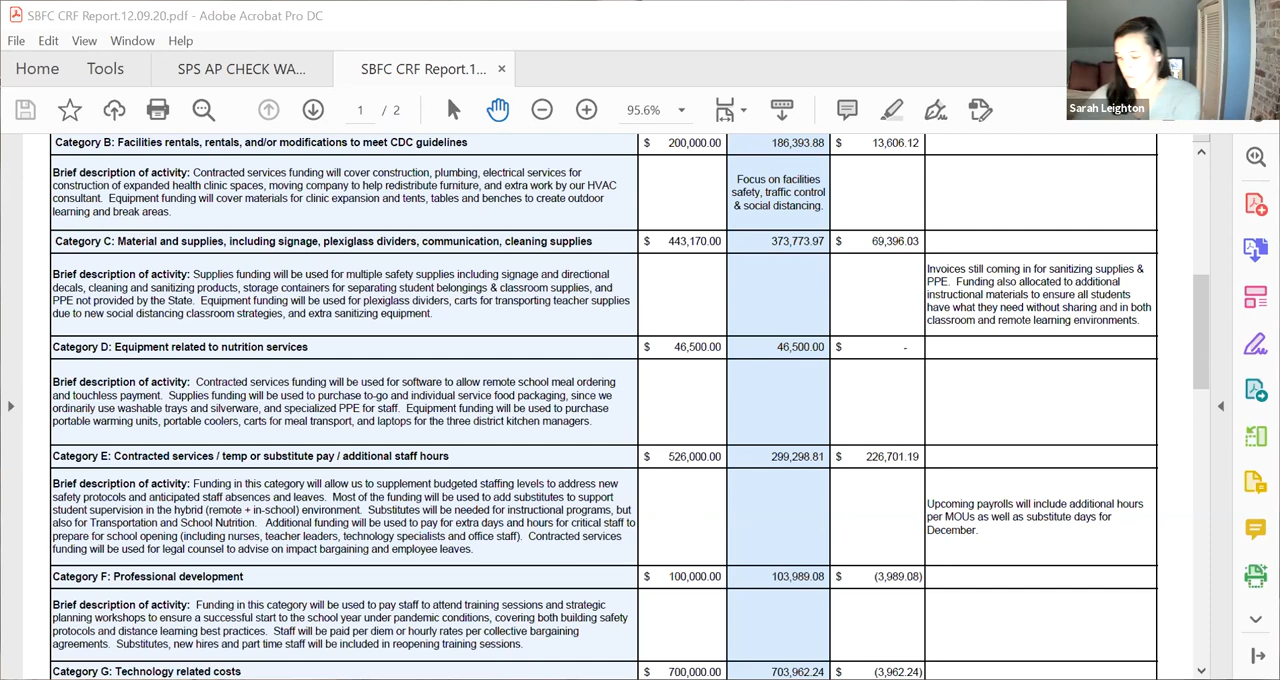 SBFC CRF Report.12.09.20.pdf - Adobe Acrobat Pro DC
File Edit View Window Help
Home Tools SPS AP CHECK WA... SBFC CRF Report.1... ×
1 / 2 95.6%
Sarah Leighton
Category B: Facilities rentals, rentals, and/or modifications to meet CDC guidelines $ 200,000.00 186,393.88 $ 13,606.12
Brief description of activity: Contracted services funding will cover construction, plumbing, electrical services for
construction of expanded health clinic spaces, moving company to help redistribute furniture, and extra work by our HVAC
consultant. Equipment funding will cover materials for clinic expansion and tents, tables and benches to create outdoor
learning and break areas.
Focus on facilities
safety, traffic control
& social distancing.
Category C: Material and supplies, including signage, plexiglass dividers, communication, cleaning supplies $ 443,170.00 373,773.97 $ 69,396.03
Brief description of activity: Supplies funding will be used for multiple safety supplies including signage and directional
decals, cleaning and sanitizing products, storage containers for separating student belongings & classroom supplies, and
PPE not provided by the State. Equipment funding will be used for plexiglass dividers, carts for transporting teacher supplies
due to new social distancing classroom strategies, and extra sanitizing equipment.
Invoices still coming in for sanitizing supplies &
PPE. Funding also allocated to additional
instructional materials to ensure all students
have what they need without sharing and in both
classroom and remote learning environments.
Category D: Equipment related to nutrition services $ 46,500.00 46,500.00 $ -
Brief description of activity: Contracted services funding will be used for software to allow remote school meal ordering
and touchless payment. Supplies funding will be used to purchase to-go and individual service food packaging, since we
ordinarily use washable trays and silverware, and specialized PPE for staff. Equipment funding will be used to purchase
portable warming units, portable coolers, carts for meal transport, and laptops for the three district kitchen managers.
Category E: Contracted services / temp or substitute pay / additional staff hours $ 526,000.00 299,298.81 $ 226,701.19
Brief description of activity: Funding in this category will allow us to supplement budgeted staffing levels to address new
safety protocols and anticipated staff absences and leaves. Most of the funding will be used to add substitutes to support
student supervision in the hybrid (remote + in-school) environment. Substitutes will be needed for instructional programs, but
also for Transportation and School Nutrition. Additional funding will be used to pay for extra days and hours for critical staff to
prepare for school opening (including nurses, teacher leaders, technology specialists and office staff). Contracted services
funding will be used for legal counsel to advise on impact bargaining and employee leaves.
Upcoming payrolls will include additional hours
per MOUs as well as substitute days for
December.
Category F: Professional development $ 100,000.00 103,989.08 $ (3,989.08)
Brief description of activity: Funding in this category will be used to pay staff to attend training sessions and strategic
planning workshops to ensure a successful start to the school year under pandemic conditions, covering both building safety
protocols and distance learning best practices. Staff will be paid per diem or hourly rates per collective bargaining
agreements. Substitutes, new hires and part time staff will be included in reopening training sessions.
Category G: Technology related costs $ 700,000.00 703,962.24 $ (3,962.24)